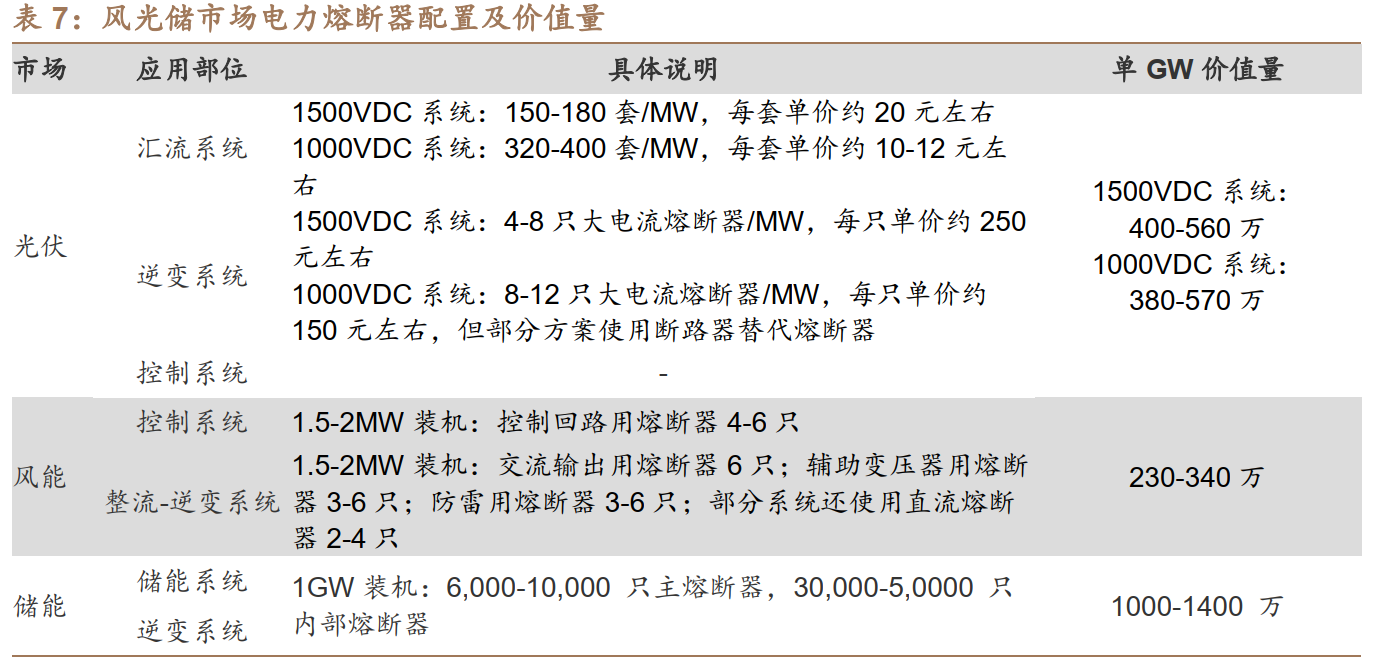 表 7：风光储市场电力熔断器配置及价值量
市场 应用部位 具体说明 单 GW 价值量
光伏
汇流系统
1500VDC 系统：150-180 套/MW，每套单价约 20 元左右
1000VDC 系统：320-400 套/MW，每套单价约 10-12 元左
右
逆变系统
1500VDC 系统：4-8 只大电流熔断器/MW，每只单价约 250
元左右
1000VDC 系统：8-12 只大电流熔断器/MW，每只单价约
150 元左右，但部分方案使用断路器替代熔断器
控制系统 -
1500VDC 系统：
400-560 万
1000VDC 系统：
380-570 万
风能
控制系统 1.5-2MW 装机：控制回路用熔断器 4-6 只
整流-逆变系统
1.5-2MW 装机：交流输出用熔断器 6 只；辅助变压器用熔断
器 3-6 只；防雷用熔断器 3-6 只；部分系统还使用直流熔断
器 2-4 只
230-340 万
储能
储能系统
逆变系统
1GW 装机：6,000-10,000 只主熔断器，30,000-5,0000 只
内部熔断器
1000-1400 万